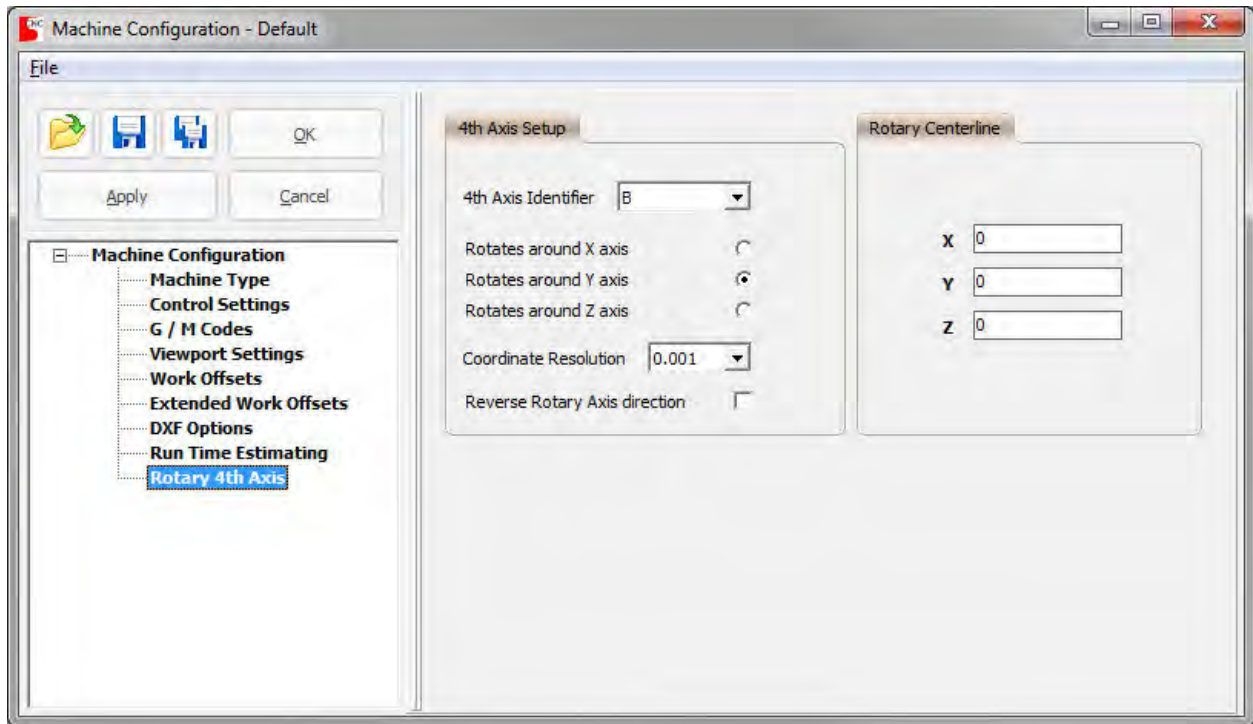 Machine Configuration - Default
File
OK
Apply
Cancel
Machine Configuration
Machine Type
Control Settings
G / M Codes
Viewport Settings
Work Offsets
Extended Work Offsets
DXF Options
Run Time Estimating
Rotary 4th Axis
4th Axis Setup
4th Axis Identifier B
Rotates around X axis
Rotates around Y axis
Rotates around Z axis
Coordinate Resolution 0.001
Reverse Rotary Axis direction
Rotary Centerline
X 0
Y 0
Z 0